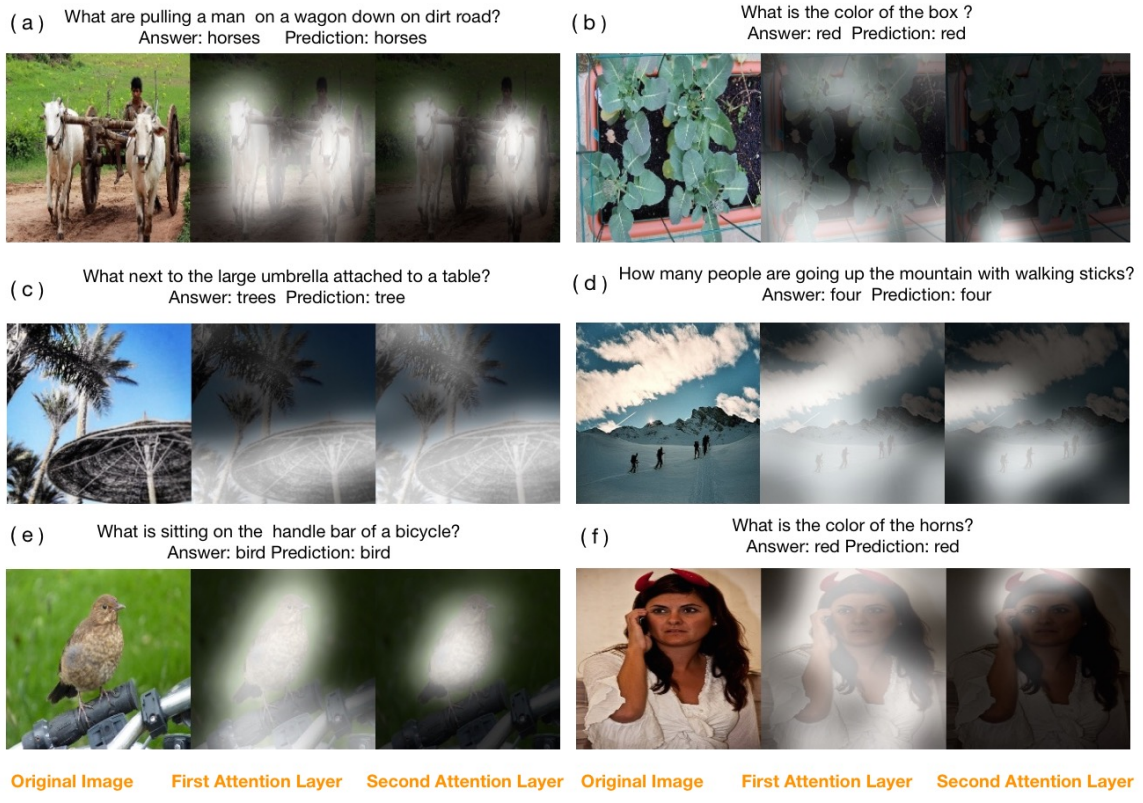 (a) What are pulling a man on a wagon down on dirt road?
Answer: horses Prediction: horses
(b) What is the color of the box ?
Answer: red Prediction: red
(c) What next to the large umbrella attached to a table?
Answer: trees Prediction: tree
(d) How many people are going up the mountain with walking sticks?
Answer: four Prediction: four
(e) What is sitting on the handle bar of a bicycle?
Answer: bird Prediction: bird
(f) What is the color of the horns?
Answer: red Prediction: red
Original Image First Attention Layer Second Attention Layer Original Image First Attention Layer Second Attention Layer